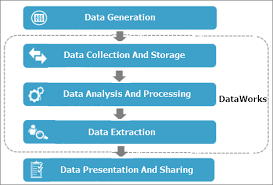 Data Generation
Data Collection And Storage
Data Analysis And Processing
DataWorks
Data Extraction
Data Presentation And Sharing